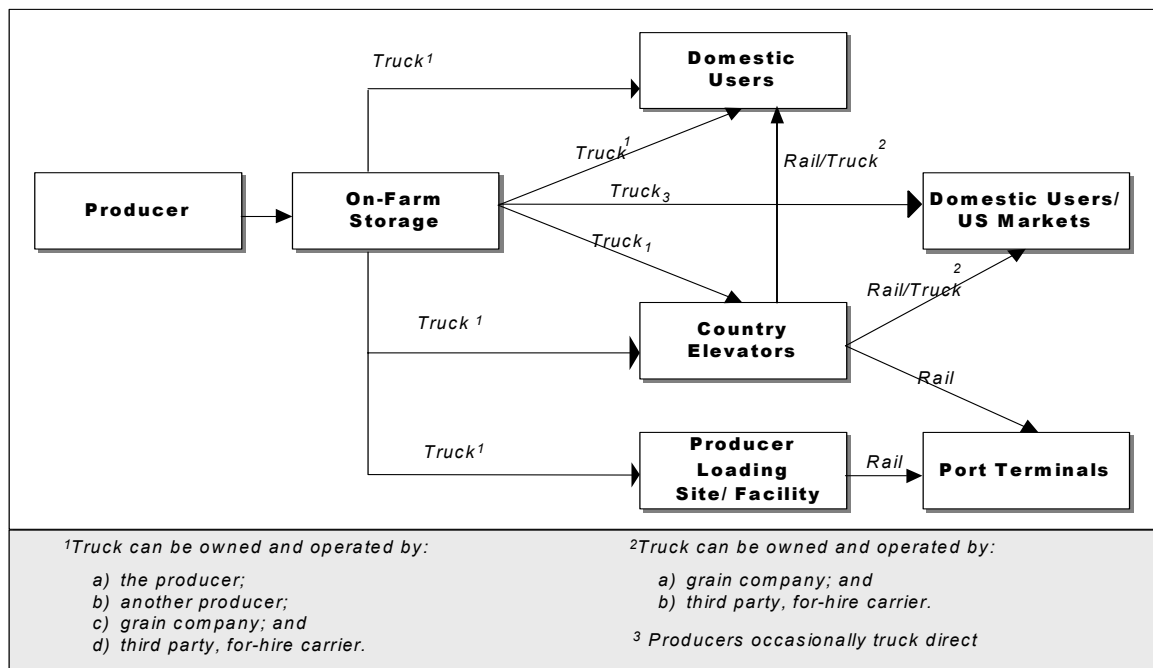 Truck¹
Domestic
Users
Truck¹
Rail/Truck²
Producer
On-Farm
Storage
Truck₃
Domestic Users/
US Markets
Truck₁
Rail/Truck²
Truck ¹
Country
Elevators
Rail
Truck¹
Producer
Loading
Site/ Facility
Rail
Port Terminals
¹Truck can be owned and operated by:
a) the producer;
b) another producer;
c) grain company; and
d) third party, for-hire carrier.
²Truck can be owned and operated by:
a) grain company; and
b) third party, for-hire carrier.
³ Producers occasionally truck direct